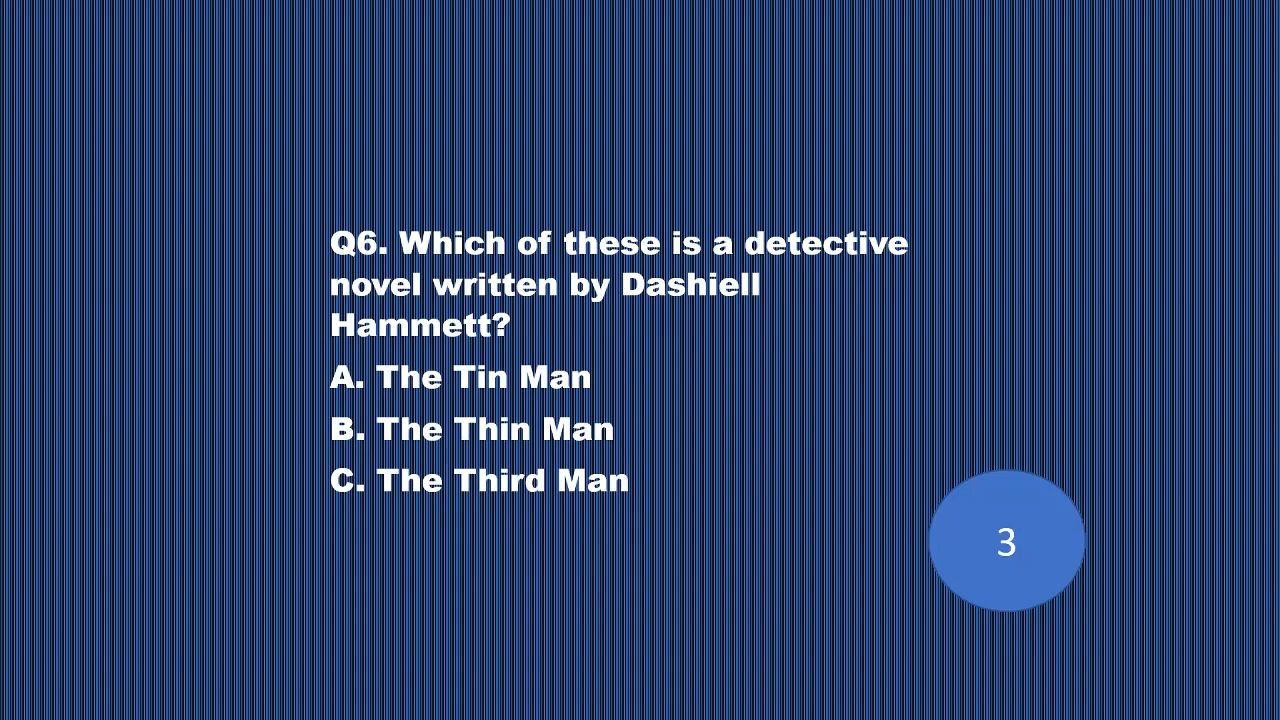 Q6. Which of these is a detective
novel written by Dashiell
Hammett?
A. The Tin Man
B. The Thin Man
C. The Third Man
3